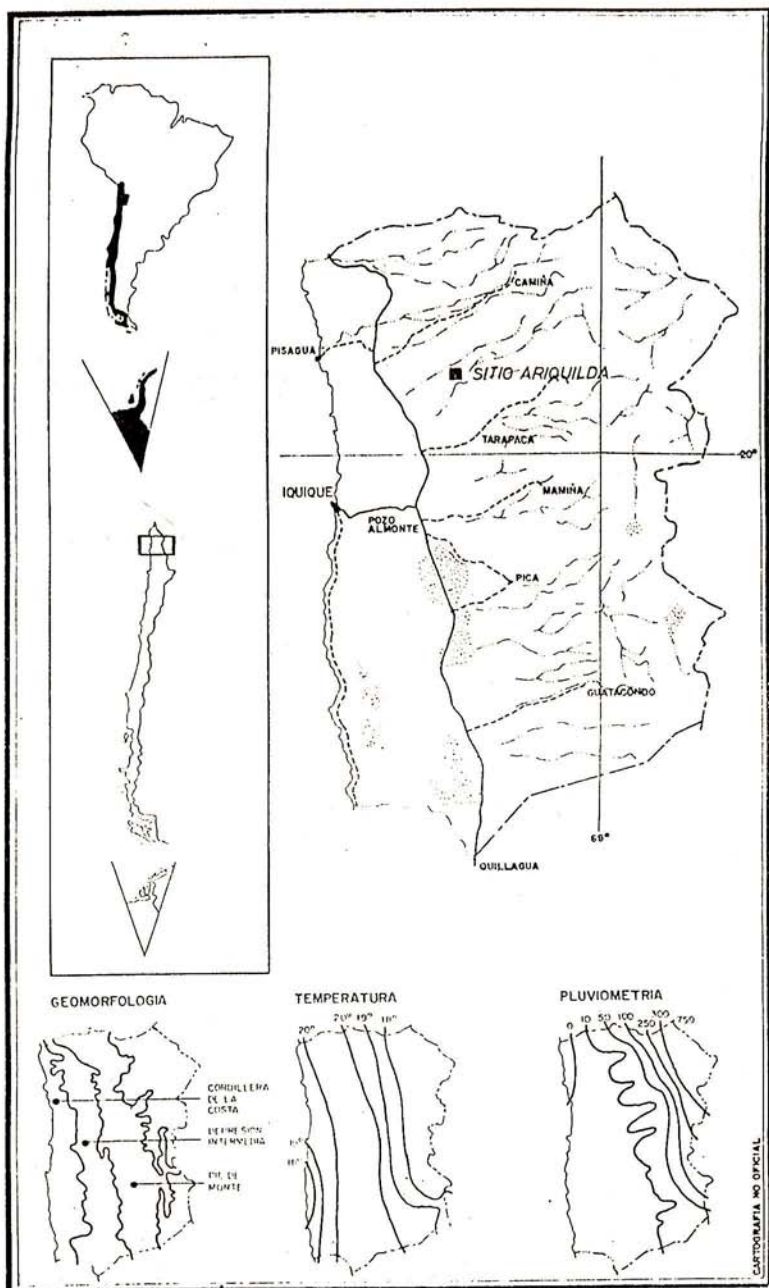 CAMIÑA
PISAGUA
SITIO ARIQUILDA
TARAPACA
20°
IQUIQUE
MAMIÑA
POZO
ALMONTE
PICA
GUATACONDO
69°
QUILLAGUA
GEOMORFOLOGIA
CORDILLERA
DE LA
COSTA
DEPRESION
INTERMEDIA
PIE DE
MONTE
TEMPERATURA
20° 20° 19° 18°
18°
PLUVIOMETRIA
0 10 50 100 250 300 750
CARTOGRAFIA NO OFICIAL